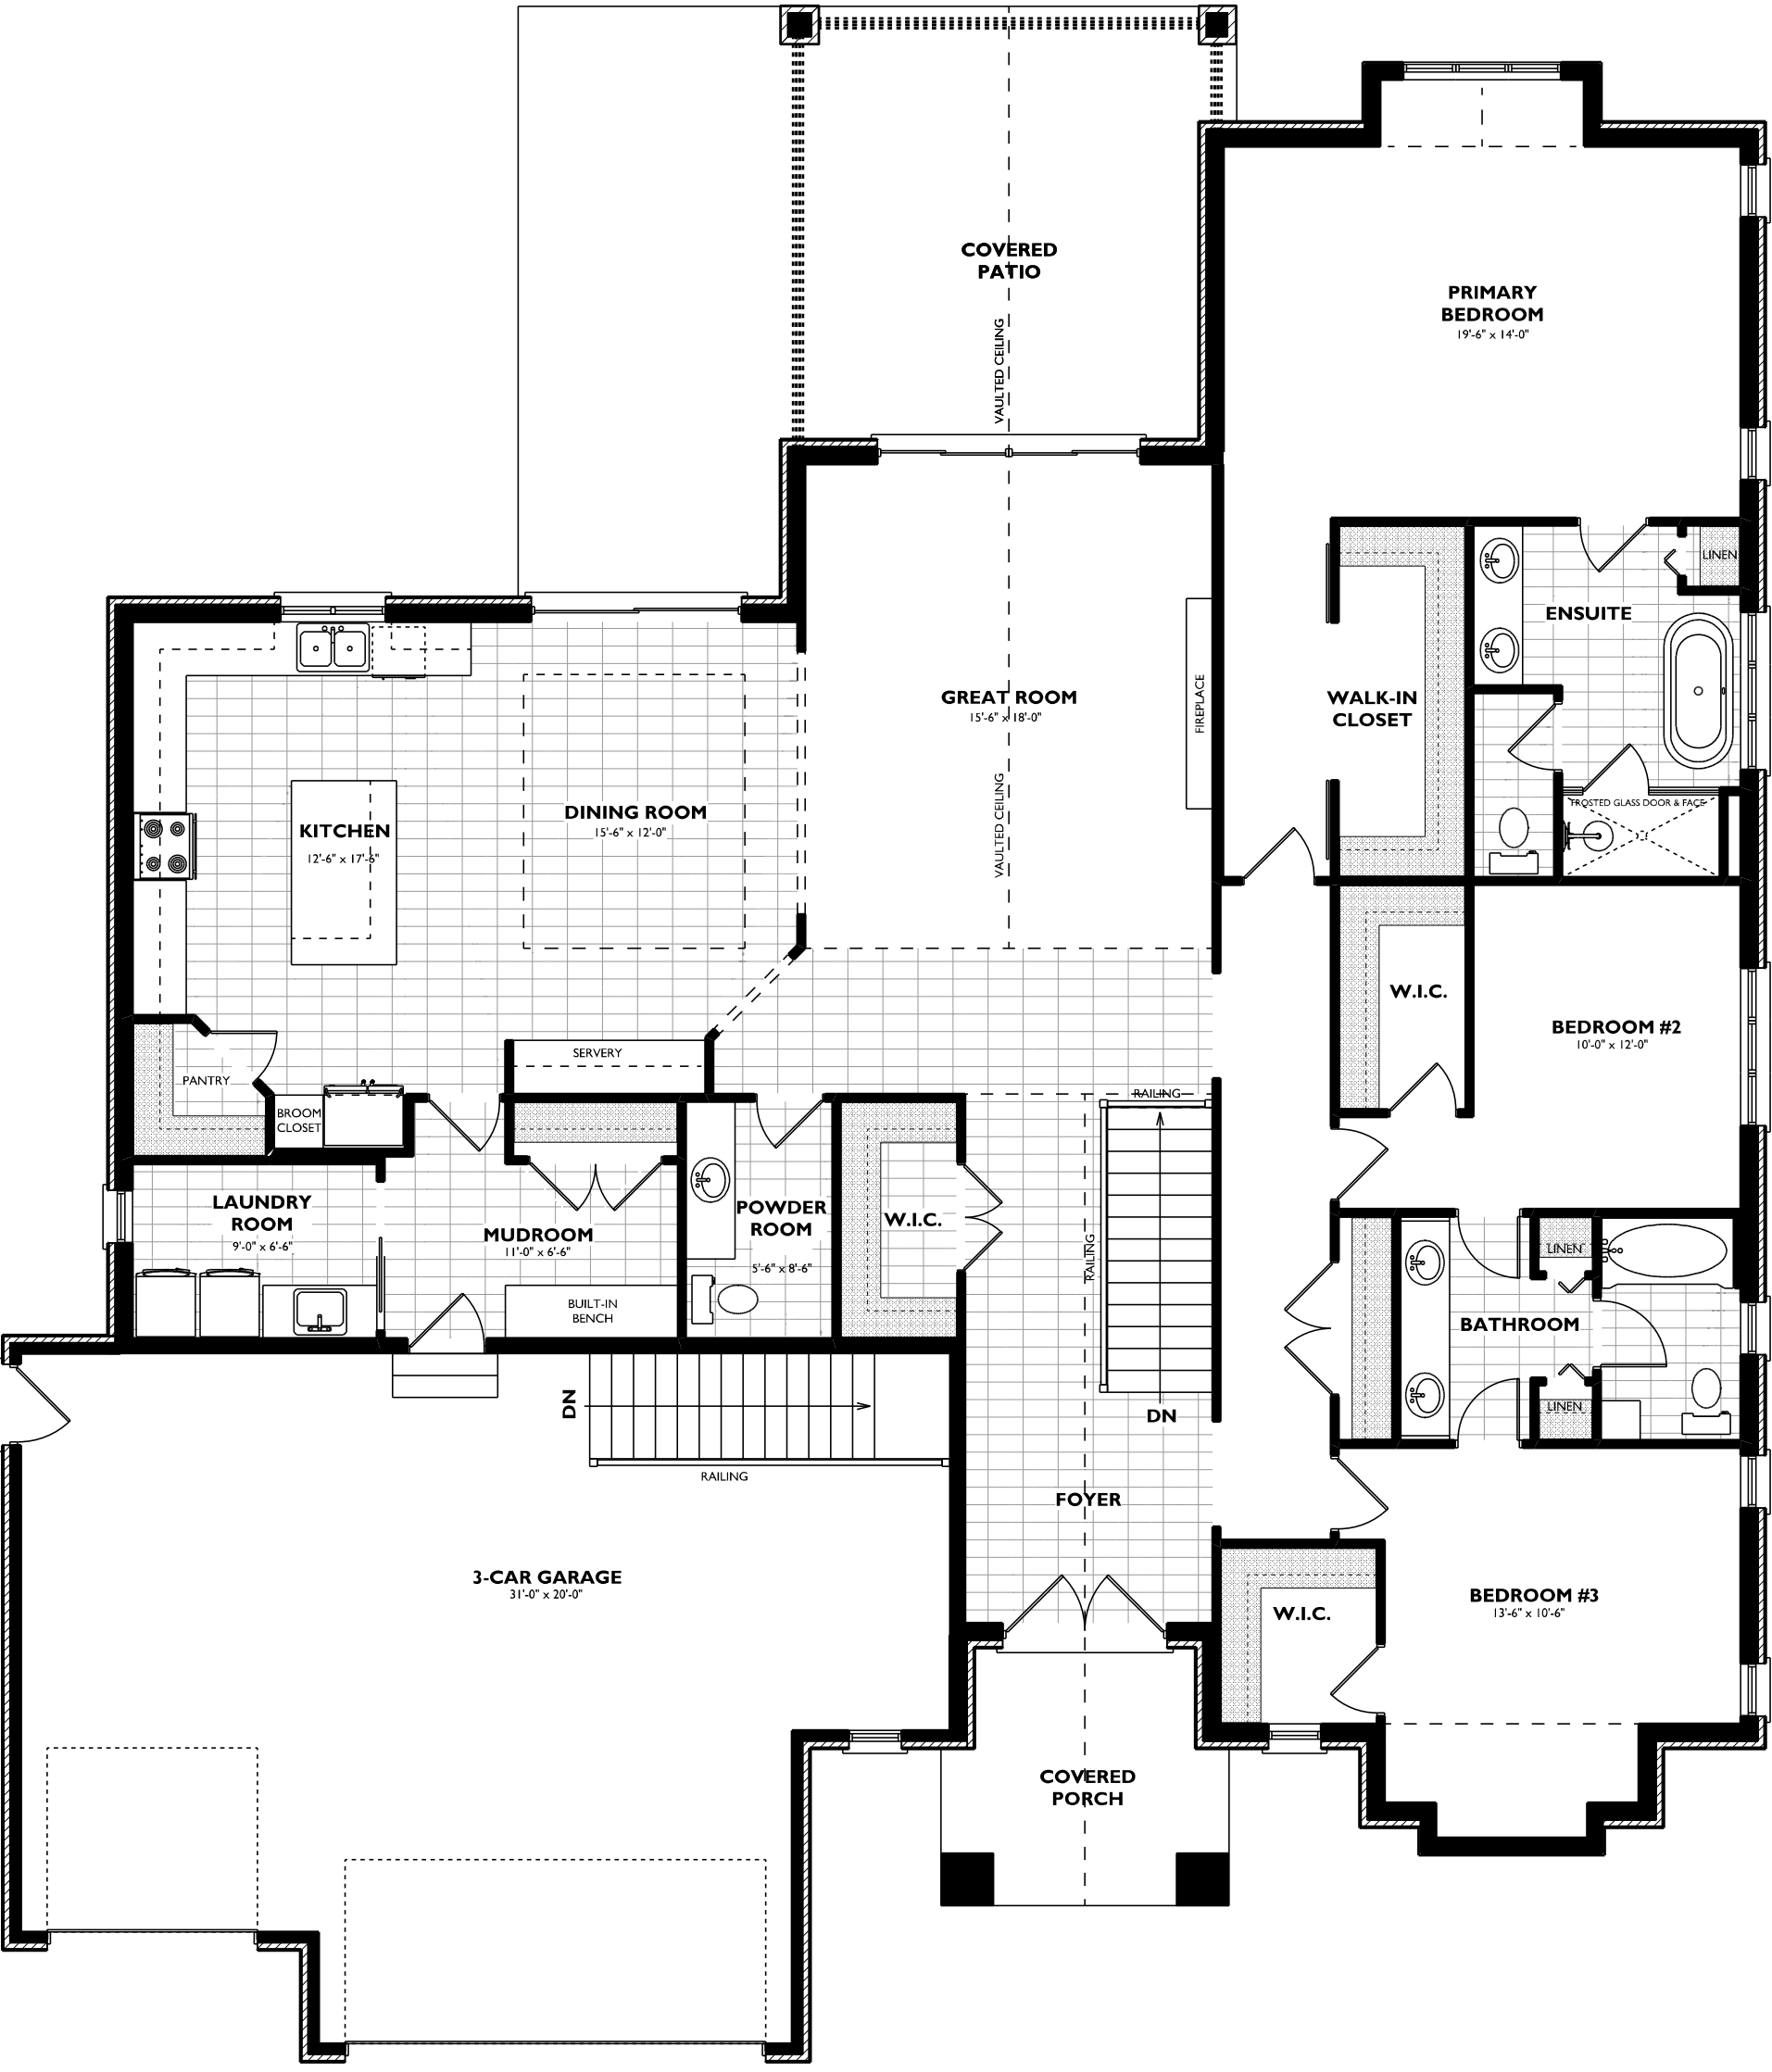 COVERED
PATIO
VAULTED CEILING
PRIMARY
BEDROOM
19'-6" x 14'-0"
LINEN
ENSUITE
WALK-IN
CLOSET
GREAT ROOM
15'-6" x 18'-0"
FIREPLACE
VAULTED CEILING
FROSTED GLASS DOOR & FACE
DINING ROOM
15'-6" x 12'-0"
KITCHEN
12'-6" x 17'-6"
W.I.C.
BEDROOM #2
10'-0" x 12'-0"
SERVERY
PANTRY
BROOM
CLOSET
RAILING
LAUNDRY
ROOM
9'-0" x 6'-6"
MUDROOM
11'-0" x 6'-6"
POWDER
ROOM
5'-6" x 8'-6"
W.I.C.
RAILING
LINEN
BUILT-IN
BENCH
BATHROOM
LINEN
DN
DN
RAILING
FOYER
3-CAR GARAGE
31'-0" x 20'-0"
W.I.C.
BEDROOM #3
13'-6" x 10'-6"
COVERED
PORCH